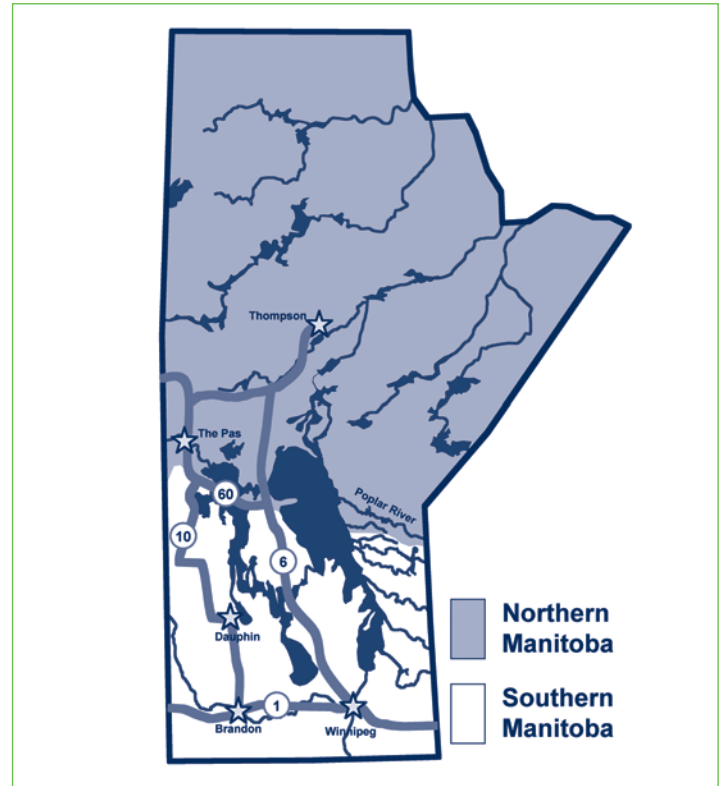 Thompson
The Pas
60
Poplar River
10
6
Northern
Manitoba
Dauphin
Southern
Manitoba
1
Brandon
Winnipeg